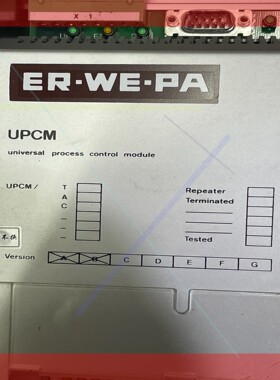 X 1
ER-WE-PA
UPCM
universal process control module
UPCM / T
A
C
Repeater
Terminated
Tested
Version A B C D E F G